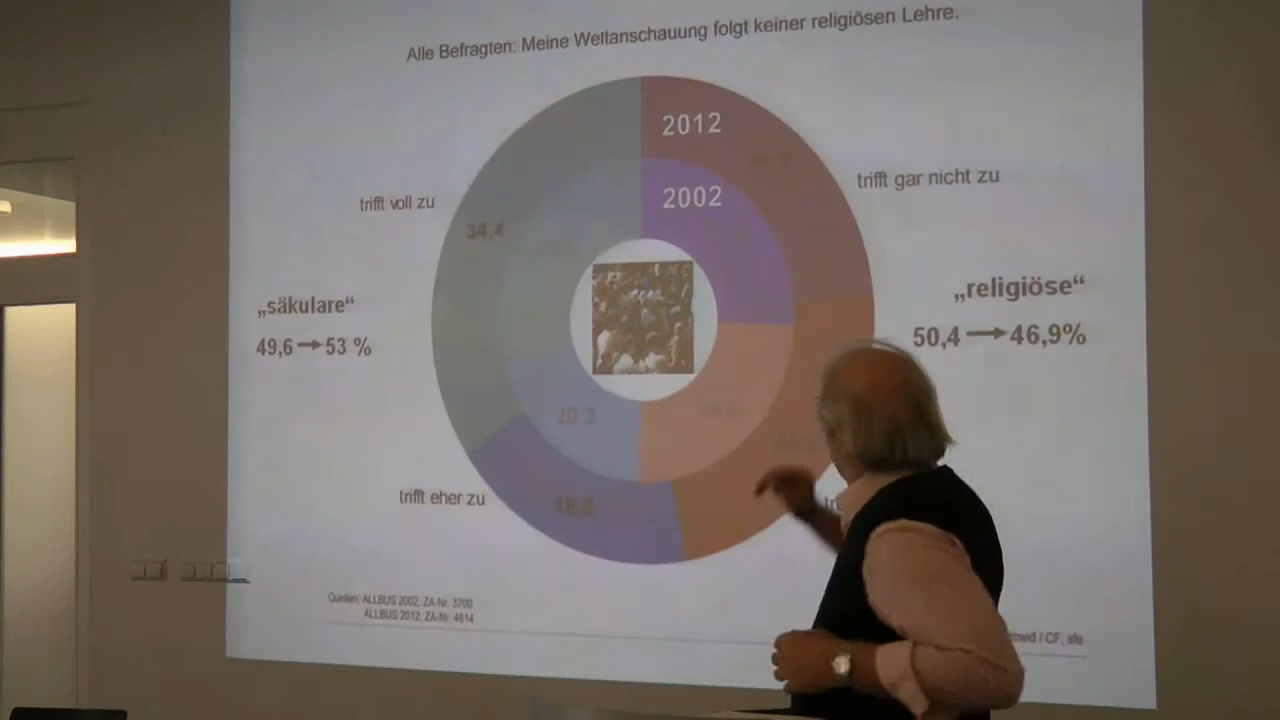 Alle Befragten: Meine Weltanschauung folgt keiner religiösen Lehre.
2012
2002
trifft gar nicht zu
trifft voll zu
34,4
„säkulare“
49,6 → 53 %
„religiöse“
50,4 → 46,9%
20,3
trifft eher zu
18,6
Quellen: ALLBUS 2002, ZA-Nr. 3700
ALLBUS 2012, ZA-Nr. 4614
/ CF, sfe